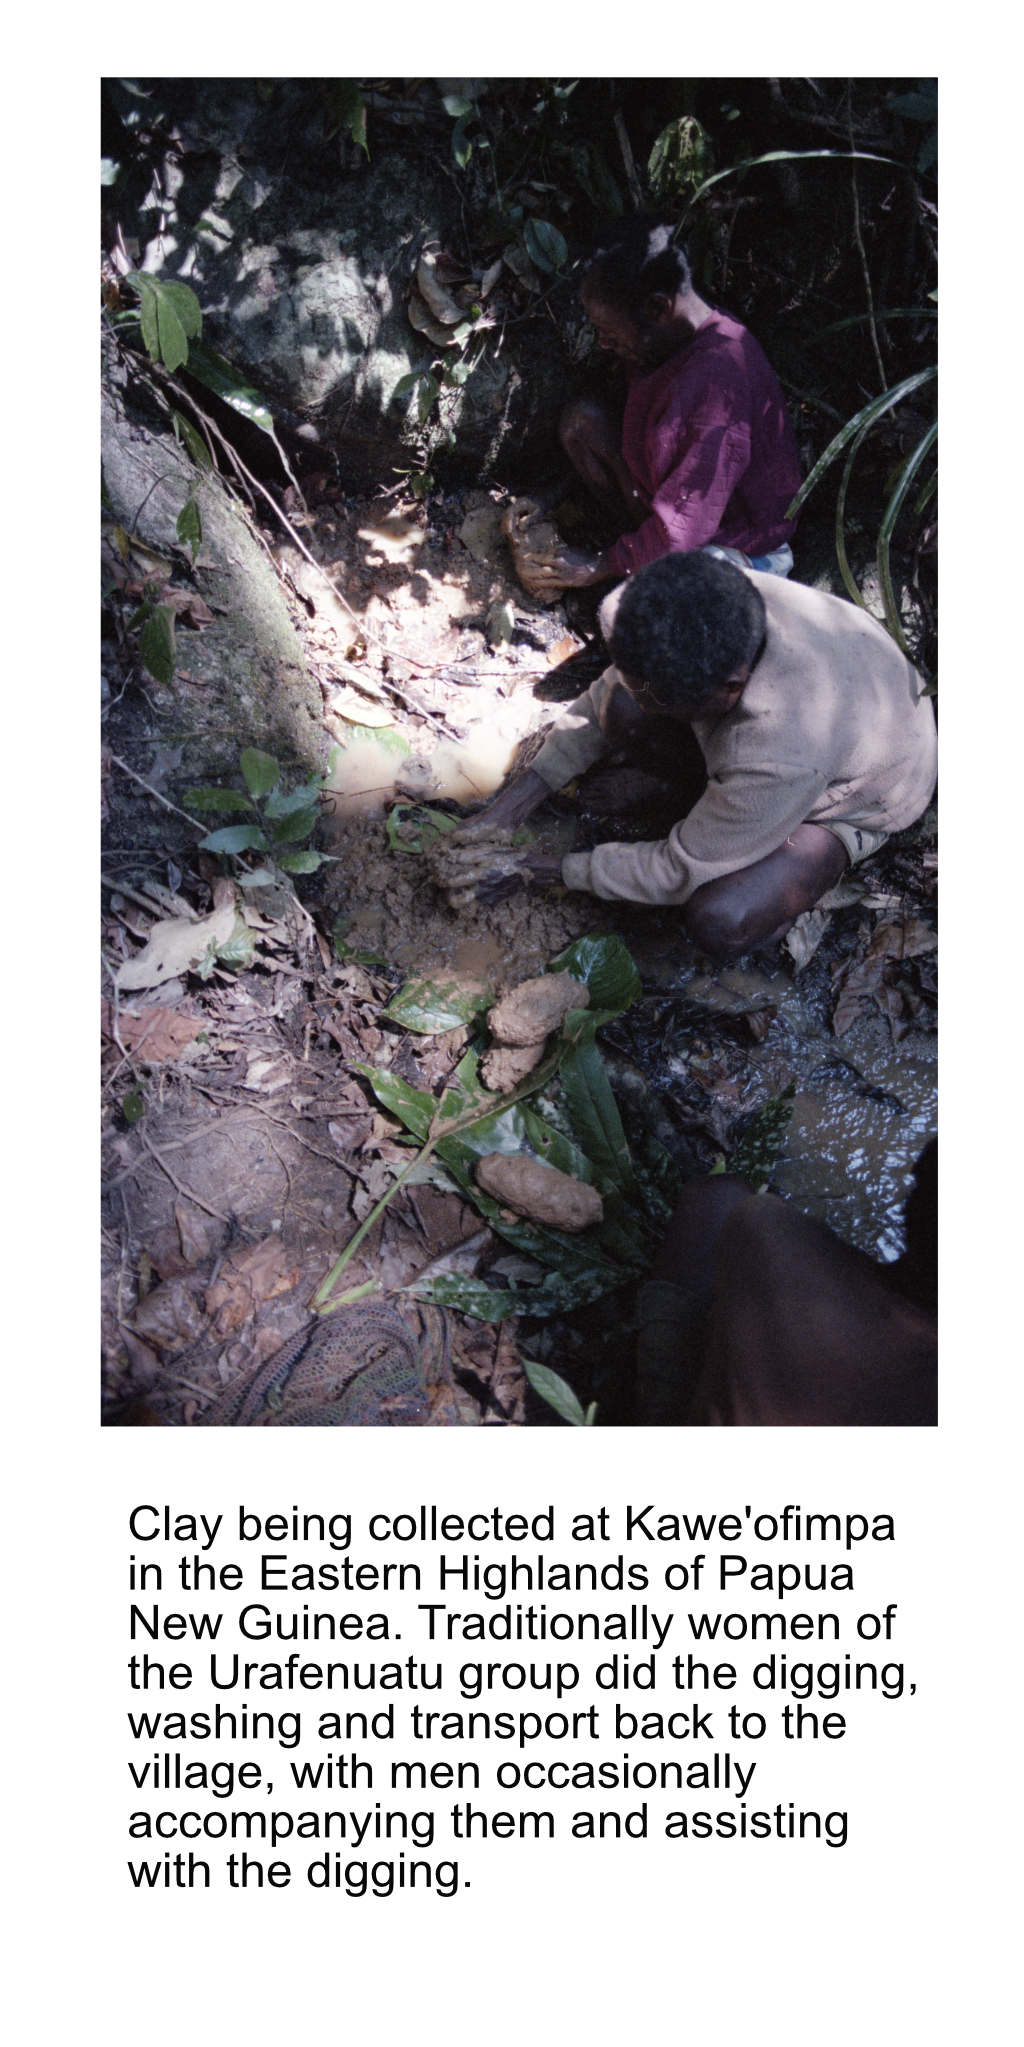 Clay being collected at Kawe'ofimpa
in the Eastern Highlands of Papua
New Guinea. Traditionally women of
the Urafenuatu group did the digging,
washing and transport back to the
village, with men occasionally
accompanying them and assisting
with the digging.